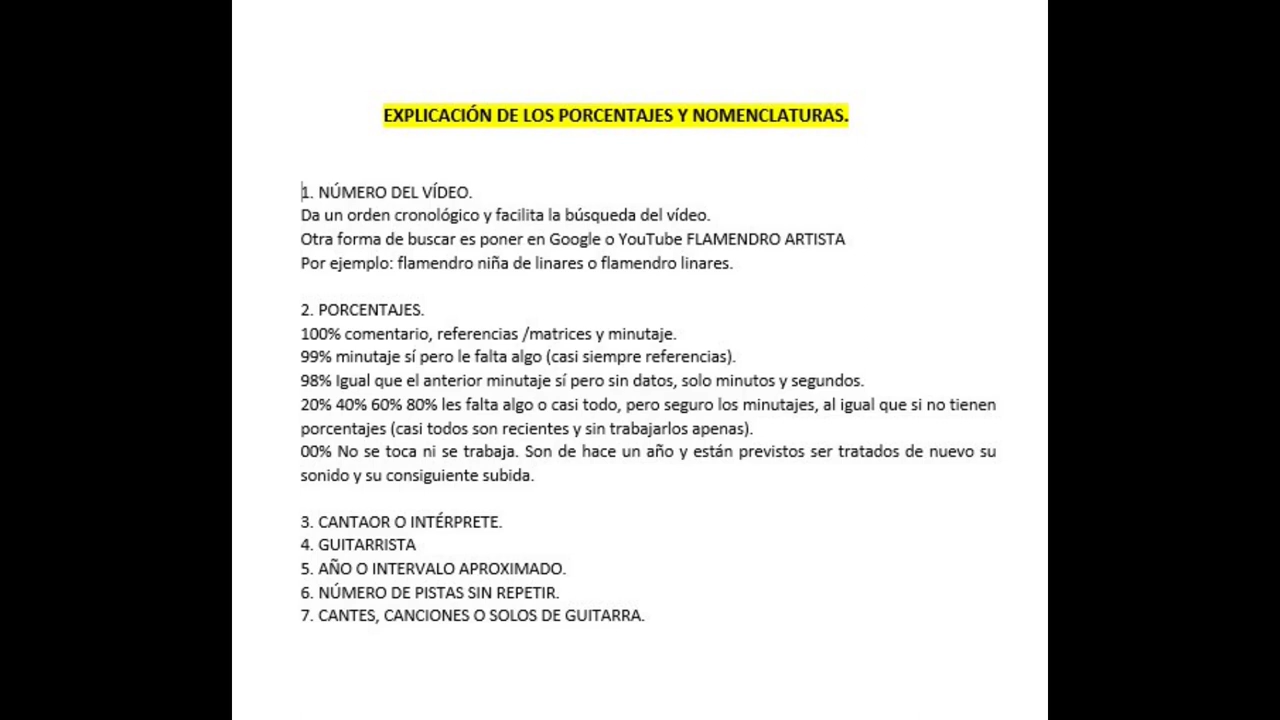 EXPLICACIÓN DE LOS PORCENTAJES Y NOMENCLATURAS.
1. NÚMERO DEL VÍDEO.
Da un orden cronológico y facilita la búsqueda del vídeo.
Otra forma de buscar es poner en Google o YouTube FLAMENDRO ARTISTA
Por ejemplo: flamendro niña de linares o flamendro linares.
2. PORCENTAJES.
100% comentario, referencias /matrices y minutaje.
99% minutaje sí pero le falta algo (casi siempre referencias).
98% Igual que el anterior minutaje sí pero sin datos, solo minutos y segundos.
20% 40% 60% 80% les falta algo o casi todo, pero seguro los minutajes, al igual que si no tienen
porcentajes (casi todos son recientes y sin trabajarlos apenas).
00% No se toca ni se trabaja. Son de hace un año y están previstos ser tratados de nuevo su
sonido y su consiguiente subida.
3. CANTAOR O INTÉRPRETE.
4. GUITARRISTA
5. AÑO O INTERVALO APROXIMADO.
6. NÚMERO DE PISTAS SIN REPETIR.
7. CANTES, CANCIONES O SOLOS DE GUITARRA.